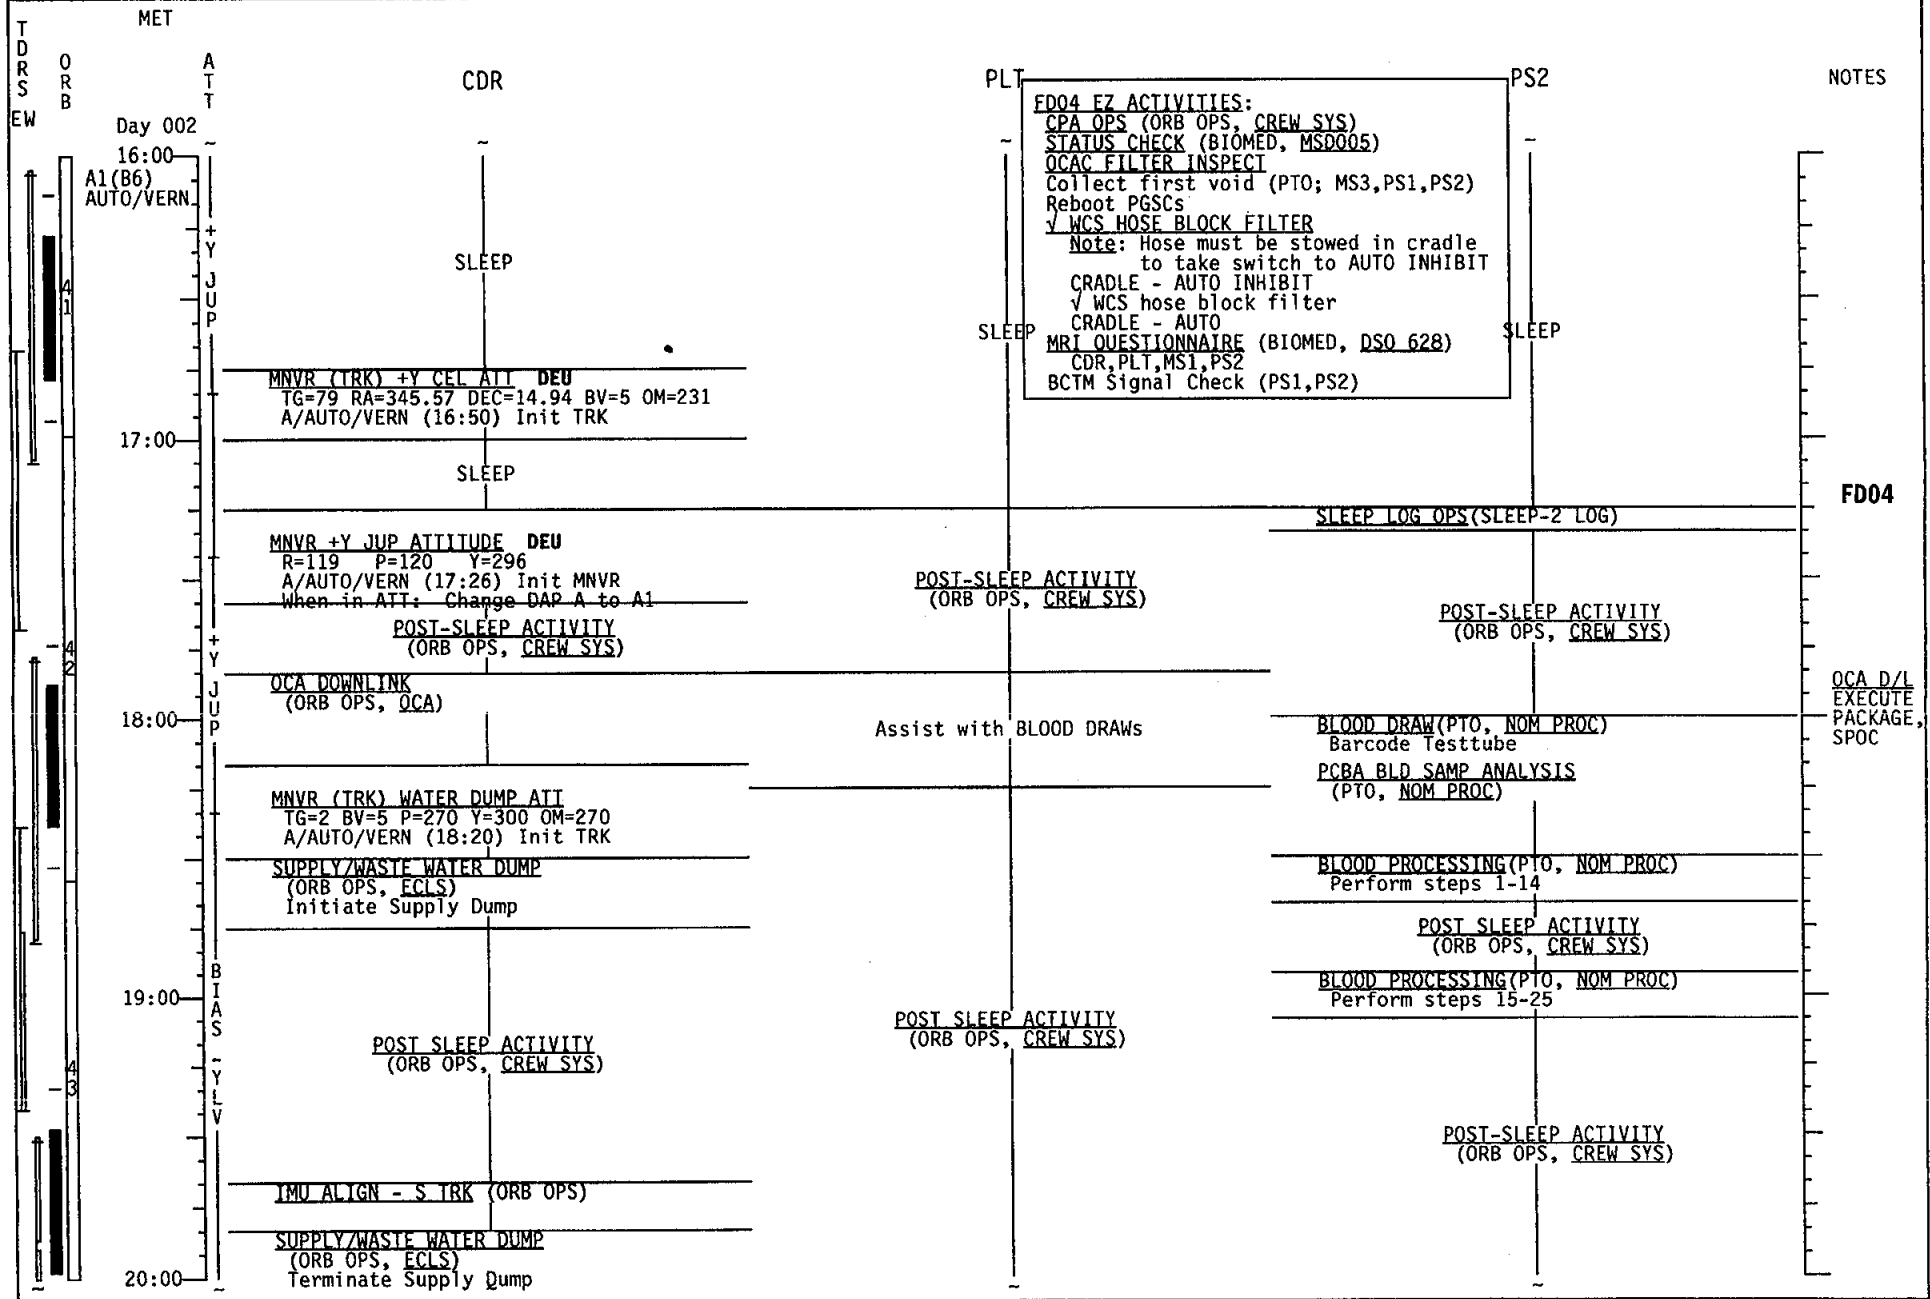 MET
TDRS
ORB
ATT
CDR
PLT
PS2
NOTES
EW
Day 002
16:00
A1(B6)
AUTO/VERN
+Y JUP
41
SLEEP
MNVR (TRK) +Y CEL ATT DEU
TG=79 RA=345.57 DEC=14.94 BV=5 OM=231
A/AUTO/VERN (16:50) Init TRK
17:00
SLEEP
MNVR +Y JUP ATTITUDE DEU
R=119 P=120 Y=296
A/AUTO/VERN (17:26) Init MNVR
When in ATT: Change DAP A to A1
POST-SLEEP ACTIVITY
(ORB OPS, CREW SYS)
+Y JUP
42
OCA DOWNLINK
(ORB OPS, OCA)
18:00
MNVR (TRK) WATER DUMP ATT
TG=2 BV=5 P=270 Y=300 OM=270
A/AUTO/VERN (18:20) Init TRK
SUPPLY/WASTE WATER DUMP
(ORB OPS, ECLS)
Initiate Supply Dump
BIAS -YLV
19:00
43
POST SLEEP ACTIVITY
(ORB OPS, CREW SYS)
IMU ALIGN - S TRK (ORB OPS)
SUPPLY/WASTE WATER DUMP
(ORB OPS, ECLS)
Terminate Supply Dump
20:00
SLEEP
POST-SLEEP ACTIVITY
(ORB OPS, CREW SYS)
Assist with BLOOD DRAWs
POST SLEEP ACTIVITY
(ORB OPS, CREW SYS)
FD04 EZ ACTIVITIES:
CPA OPS (ORB OPS, CREW SYS)
STATUS CHECK (BIOMED, MSD005)
OCAC FILTER INSPECT
Collect first void (PTO; MS3,PS1,PS2)
Reboot PGSCs
√ WCS HOSE BLOCK FILTER
Note: Hose must be stowed in cradle
to take switch to AUTO INHIBIT
CRADLE - AUTO INHIBIT
√ WCS hose block filter
CRADLE - AUTO
MRI QUESTIONNAIRE (BIOMED, DSO 628)
CDR,PLT,MS1,PS2
BCTM Signal Check (PS1,PS2)
SLEEP
SLEEP LOG OPS(SLEEP-2 LOG)
POST-SLEEP ACTIVITY
(ORB OPS, CREW SYS)
BLOOD DRAW(PTO, NOM PROC)
Barcode Testtube
PCBA BLD SAMP ANALYSIS
(PTO, NOM PROC)
BLOOD PROCESSING(PTO, NOM PROC)
Perform steps 1-14
POST SLEEP ACTIVITY
(ORB OPS, CREW SYS)
BLOOD PROCESSING(PTO, NOM PROC)
Perform steps 15-25
POST-SLEEP ACTIVITY
(ORB OPS, CREW SYS)
FD04
OCA D/L
EXECUTE
PACKAGE,
SPOC